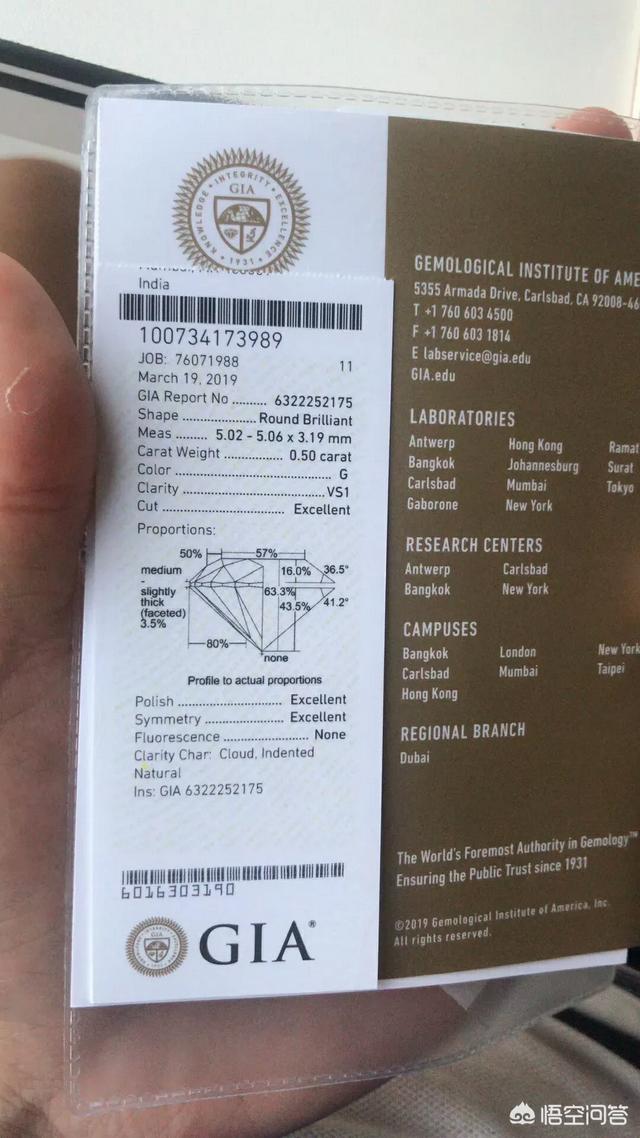 KNOWLEDGE • INTEGRITY • EXCELLENCE
GIA
1931
India
100734173989
JOB: 76071988 11
March 19, 2019
GIA Report No .......... 6322252175
Shape ..................... Round Brilliant
Meas ......... 5.02 - 5.06 x 3.19 mm
Carat Weight ............... 0.50 carat
Color ............................................ G
Clarity ........................................ VS1
Cut .................................. Excellent
Proportions:
50% 57%
medium
-
slightly
thick
(faceted)
3.5%
16.0% 36.5°
63.3%
43.5% 41.2°
80%
none
Profile to actual proportions
Polish ............................. Excellent
Symmetry ...................... Excellent
Fluorescence ........................ None
Clarity Char: Cloud, Indented
Natural
Ins: GIA 6322252175
6016303190
GIA®
GEMOLOGICAL INSTITUTE OF AME
5355 Armada Drive, Carlsbad, CA 92008-46
T +1 760 603 4500
F +1 760 603 1814
E labservice@gia.edu
GIA.edu
LABORATORIES
Antwerp Hong Kong Ramat
Bangkok Johannesburg Surat
Carlsbad Mumbai Tokyo
Gaborone New York
RESEARCH CENTERS
Antwerp Carlsbad
Bangkok New York
CAMPUSES
Bangkok London New York
Carlsbad Mumbai Taipei
Hong Kong
REGIONAL BRANCH
Dubai
The World's Foremost Authority in Gemology™
Ensuring the Public Trust since 1931
©2019 Gemological Institute of America, Inc.
All rights reserved.
悟空问答